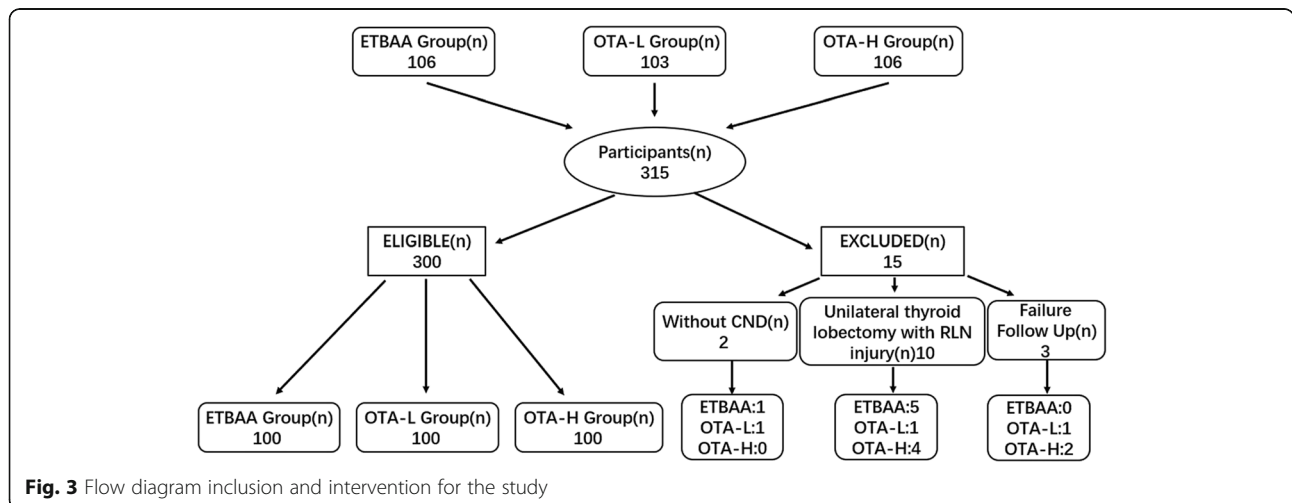 ETBAA Group(n)
106
OTA-L Group(n)
103
OTA-H Group(n)
106
Participants(n)
315
ELIGIBLE(n)
300
EXCLUDED(n)
15
Without CND(n)
2
Unilateral thyroid
lobectomy with RLN
injury(n)10
Failure
Follow Up(n)
3
ETBAA Group(n)
100
OTA-L Group(n)
100
OTA-H Group(n)
100
ETBAA:1
OTA-L:1
OTA-H:0
ETBAA:5
OTA-L:1
OTA-H:4
ETBAA:0
OTA-L:1
OTA-H:2
Fig. 3 Flow diagram inclusion and intervention for the study